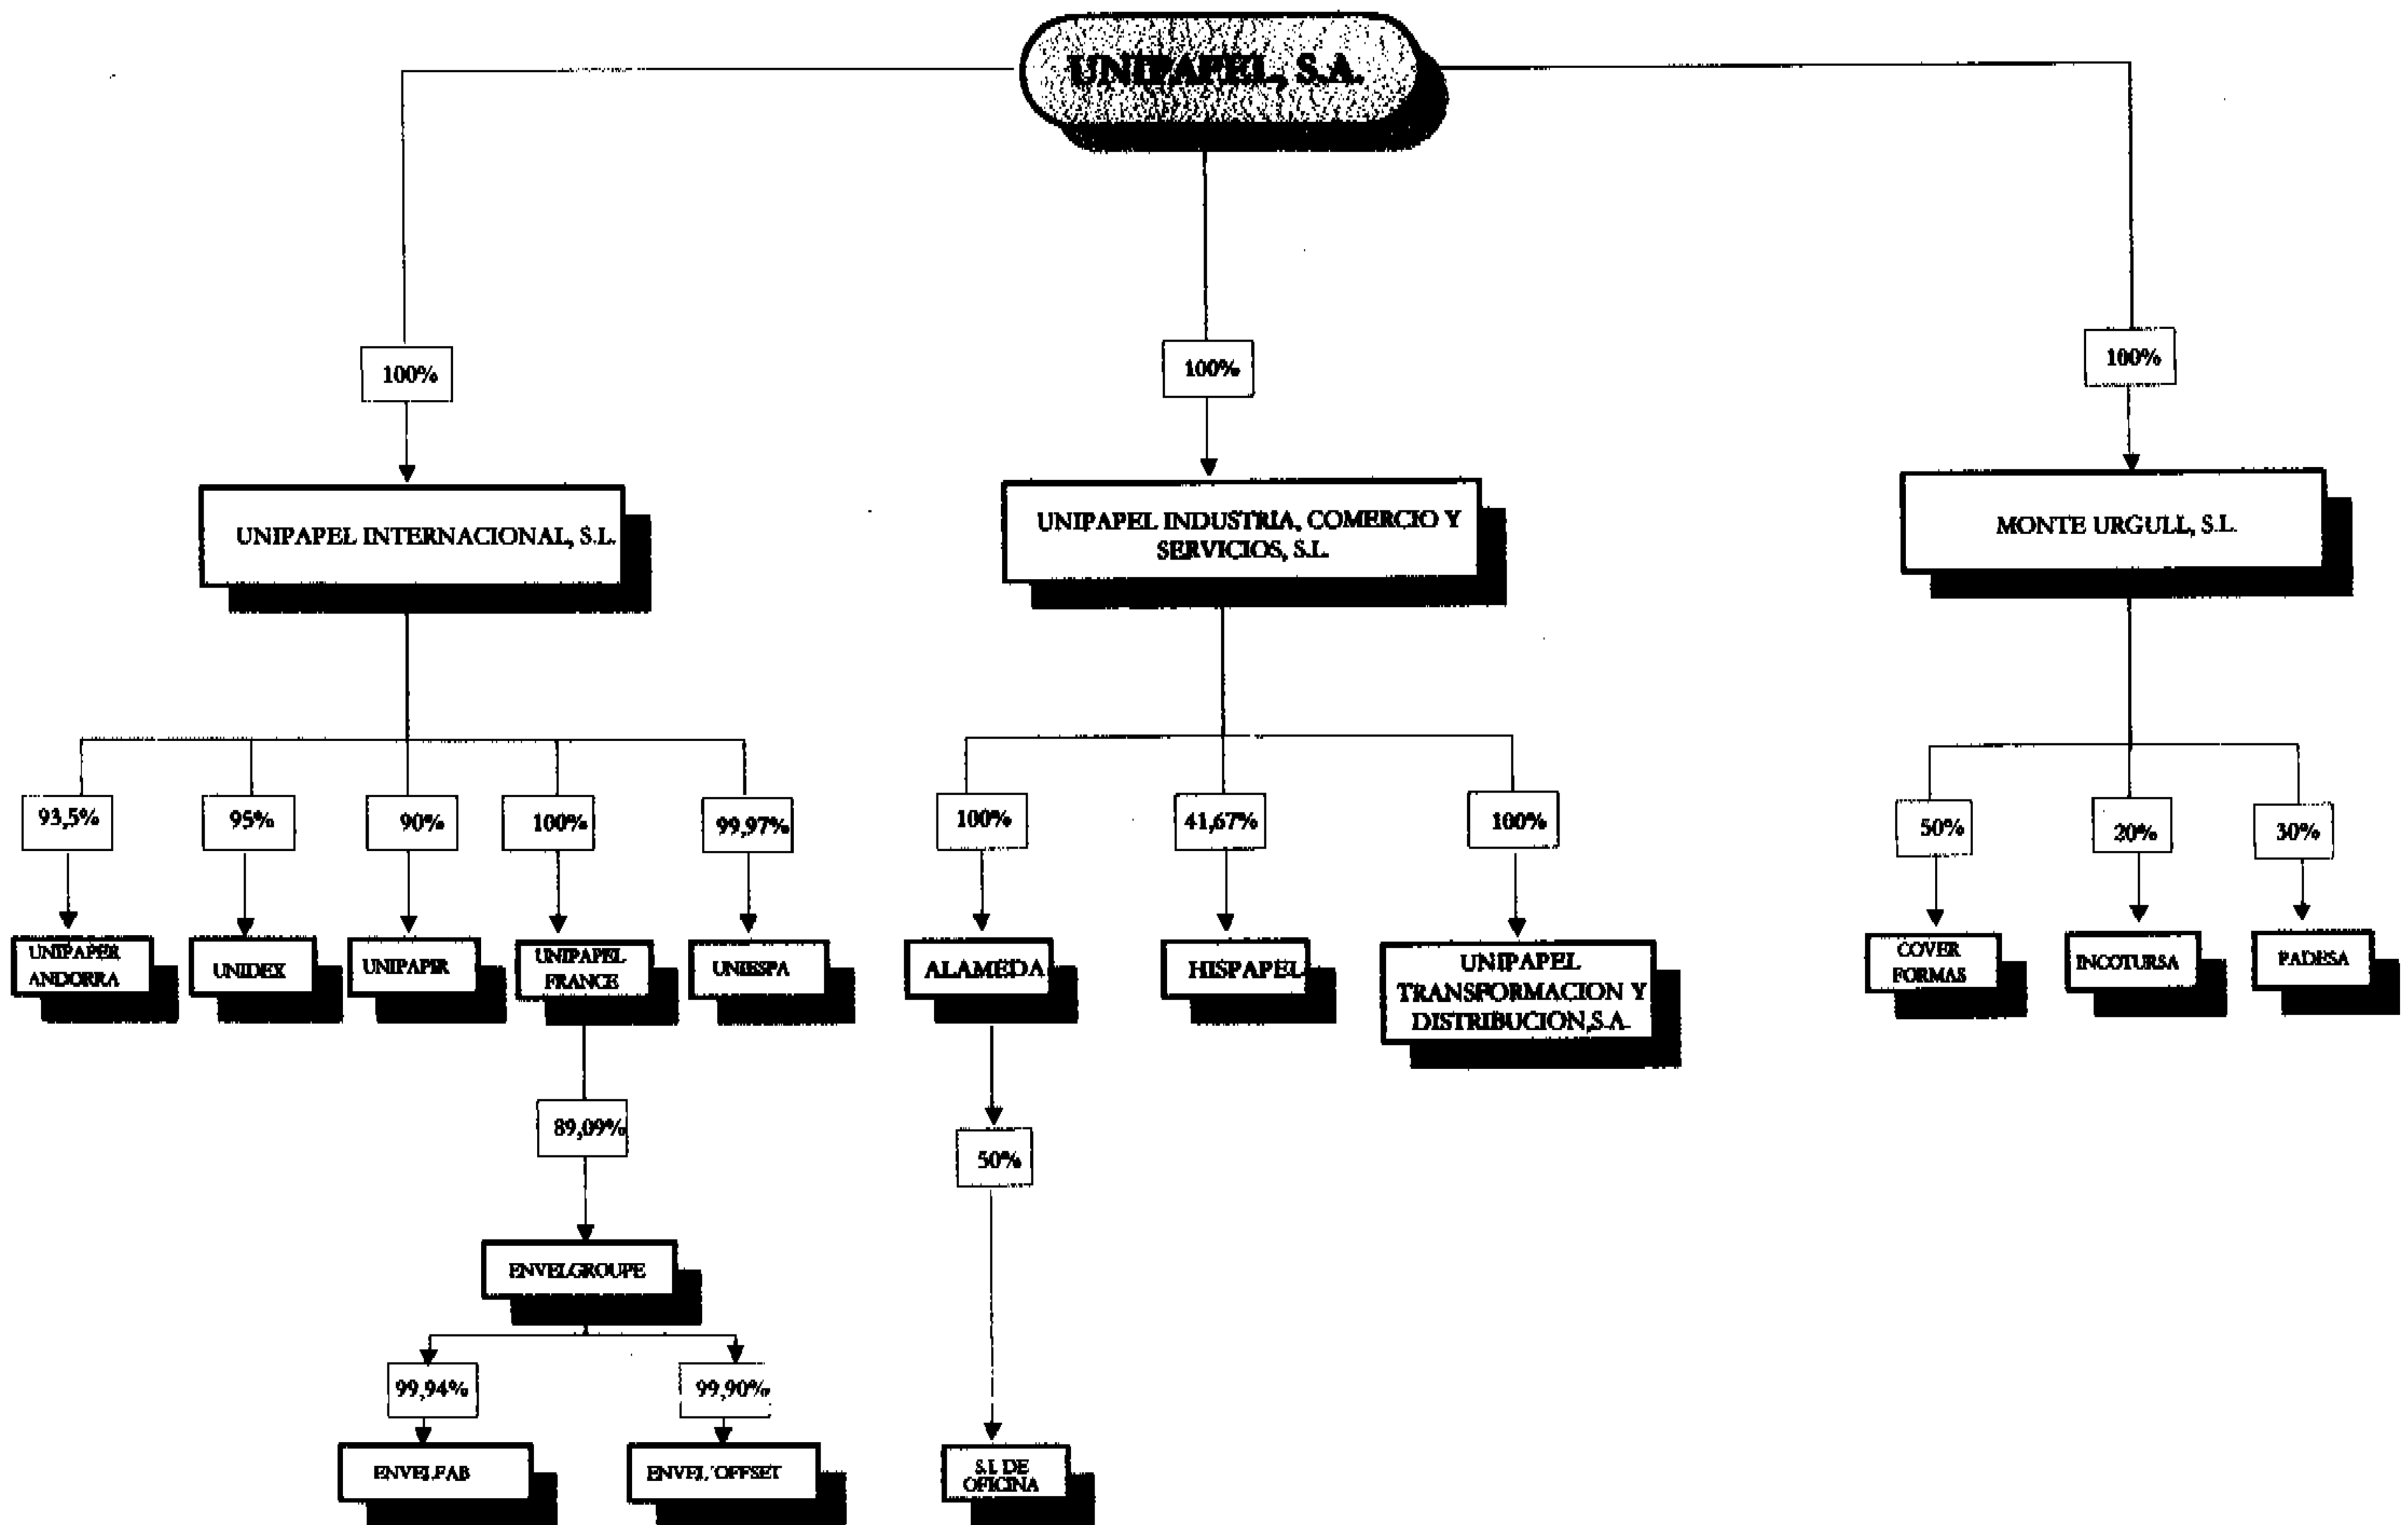 UNIPAPEL, S.A.
100%
100%
100%
UNIPAPEL INTERNACIONAL, S.L.
UNIPAPEL INDUSTRIA, COMERCIO Y
SERVICIOS, S.L.
MONTE URGULL, S.L.
93,5%
95%
90%
100%
99,97%
100%
41,67%
100%
50%
20%
30%
UNIPAPER
ANDORRA
UNIDEX
UNIPAPIR
UNIPAPEL
FRANCE
UNIESPA
ALAMEDA
HISPAPEL
UNIPAPEL
TRANSFORMACION Y
DISTRIBUCION,S.A.
COVER
FORMAS
INCOTURSA
PADESA
89,09%
50%
ENVELGROUPE
99,94%
99,90%
ENVELFAB
ENVEL'OFFSET
S.I. DE
OFICINA